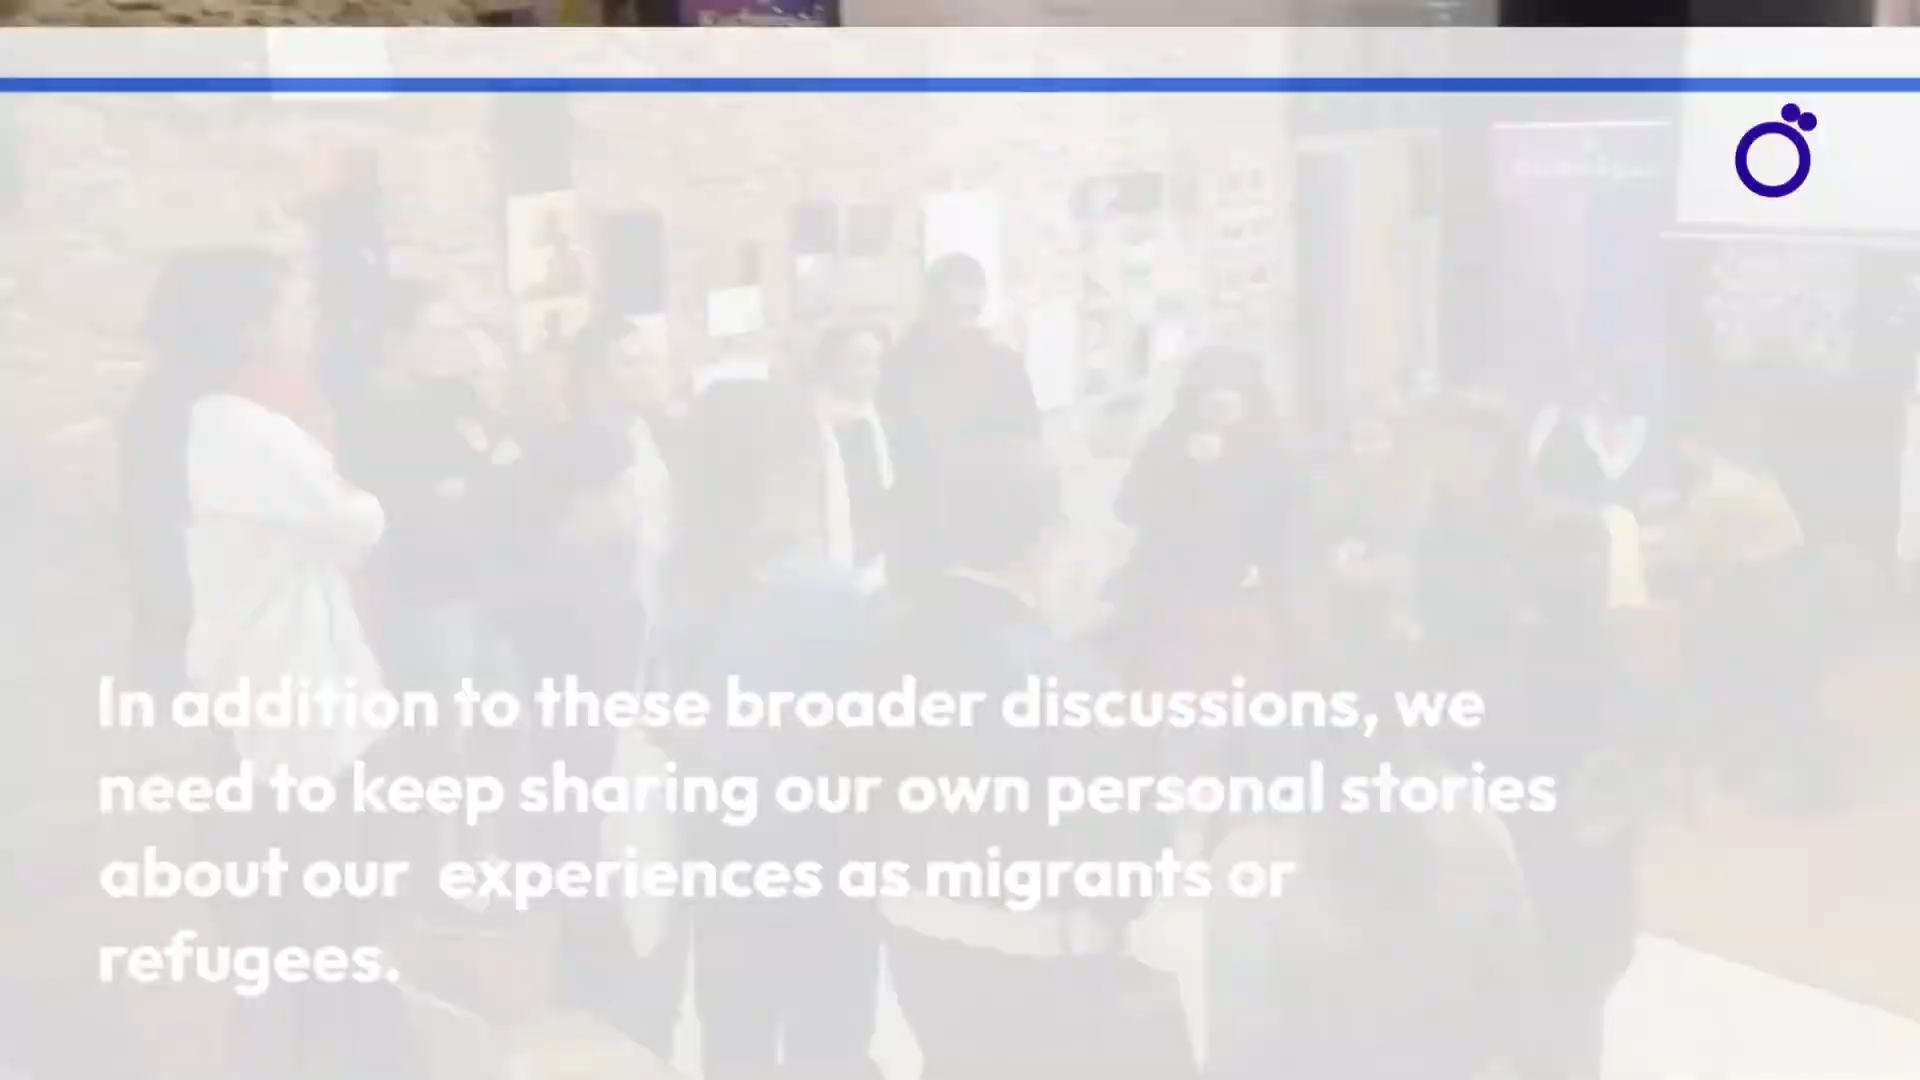 In addition to these broader discussions, we
need to keep sharing our own personal stories
about our  experiences as migrants or
refugees.